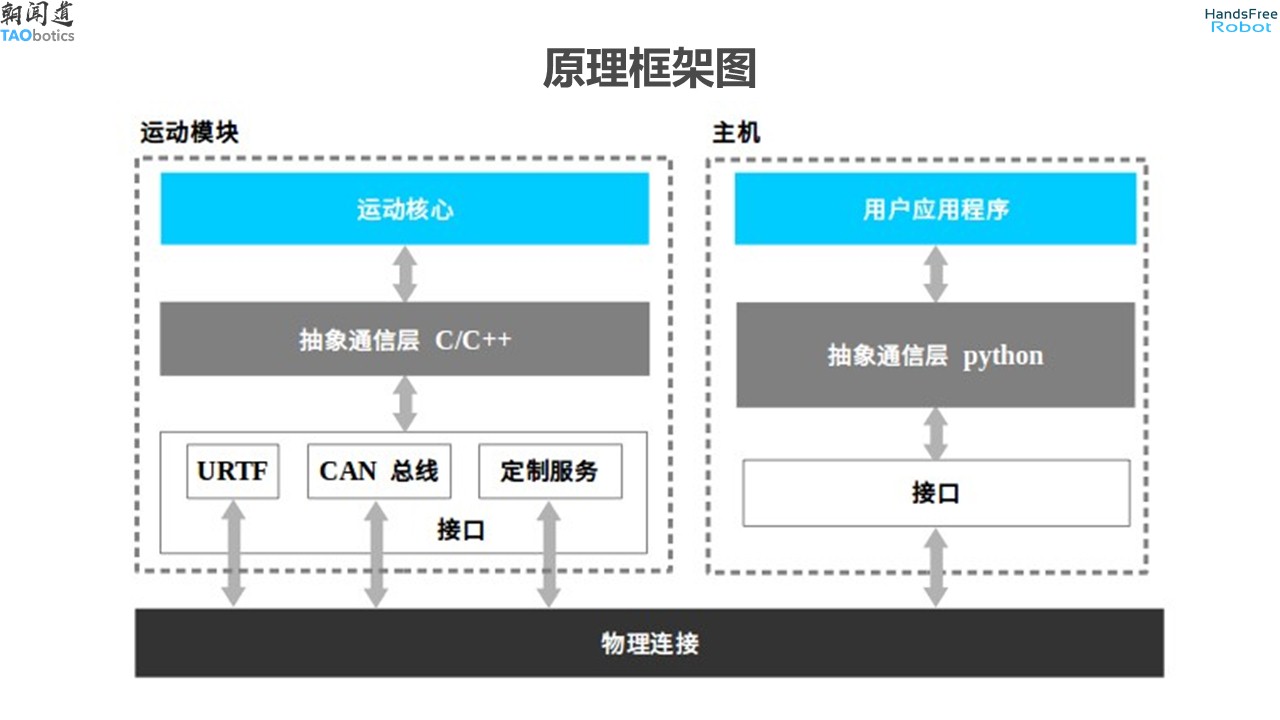 朝闻道
TAObotics
HandsFree
Robot
原理框架图
运动模块
运动核心
抽象通信层 C/C++
URTF
CAN 总线
定制服务
接口
主机
用户应用程序
抽象通信层 python
接口
物理连接